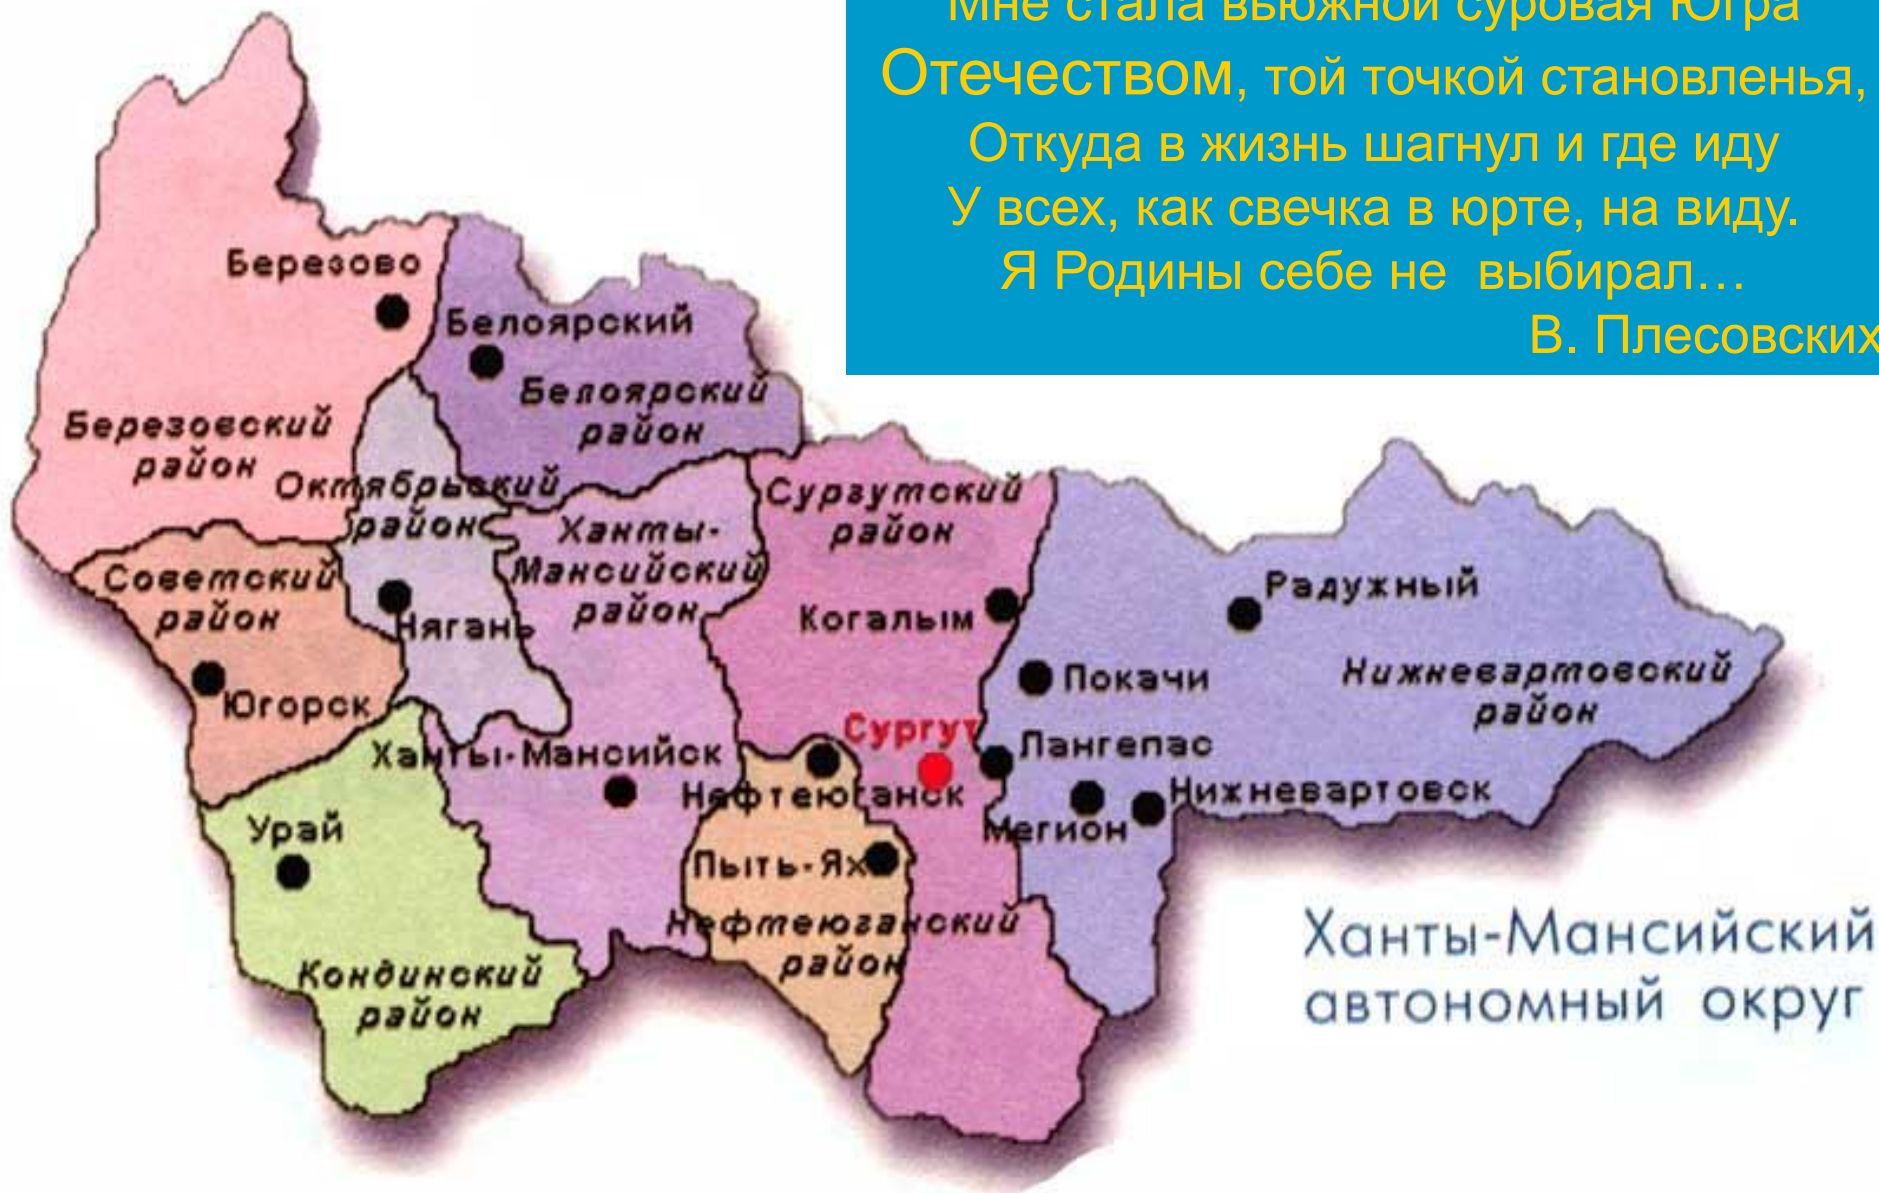 Мне стала вьюжной суровая Югра
Отечеством, той точкой становленья,
Откуда в жизнь шагнул и где иду
У всех, как свечка в юрте, на виду.
Я Родины себе не выбирал…
В. Плесовских
Березово
Белоярский
Белоярский
район
Березовский
район
Октябрьский
район
Сургутский
район
Ханты-
Мансийский
район
Советский
район
Нягань
Когалым
Радужный
Покачи
Нижневартовский
район
Югорск
Сургут
Лангепас
Ханты-Мансийск
Нефтеюганск
Нижневартовск
Мегион
Урай
Пыть-Ях
Нефтеюганский
район
Кондинский
район
Ханты-Мансийский
автономный округ